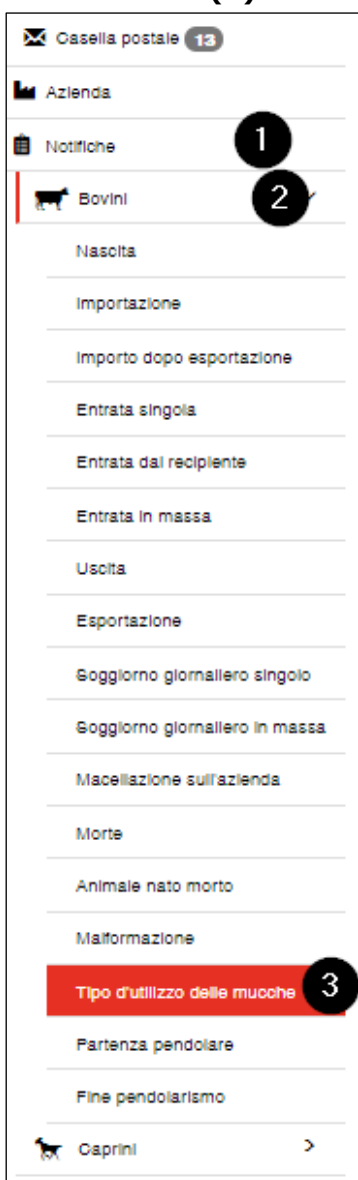 Casella postale 13
Azienda
Notifiche 1
Bovini 2
Nascita
Importazione
Importo dopo esportazione
Entrata singola
Entrata dal recipiente
Entrata in massa
Uscita
Esportazione
Soggiorno giornaliero singolo
Soggiorno giornaliero in massa
Macellazione sull'azienda
Morte
Animale nato morto
Malformazione
Tipo d'utilizzo delle mucche 3
Partenza pendolare
Fine pendolarismo
Caprini